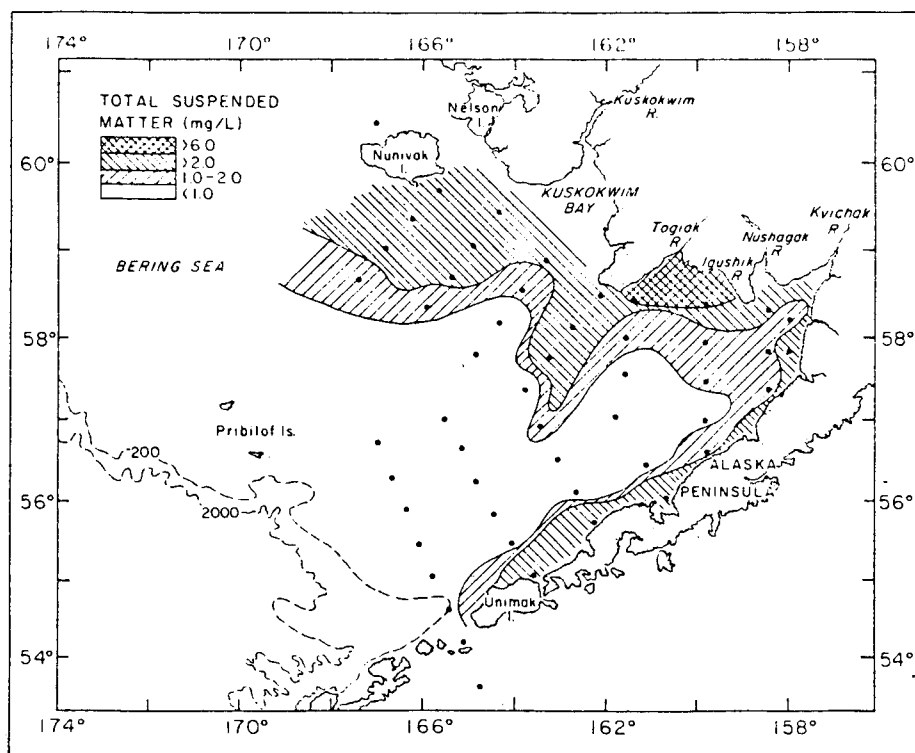 174° 170° 166° 162° 158°
TOTAL SUSPENDED
MATTER (mg/L)
>6.0
>2.0
1.0-2.0
<1.0
Nelson
I.
Kuskokwim
R.
60° 60°
Nunivak
I.
KUSKOKWIM
BAY
Togiak
R.
Igushik
R.
Nushagak
R.
Kvichak
R.
BERING SEA
58° 58°
Pribilof Is.
200
2000
ALASKA
PENINSULA
56° 56°
Unimak
I.
54° 54°
174° 170° 166° 162° 158°